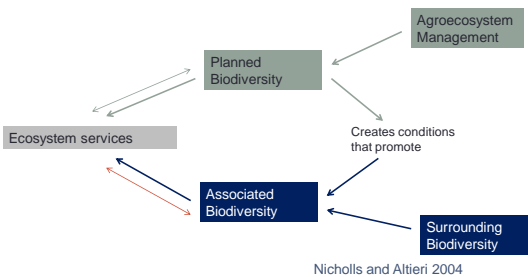 Agroecosystem
Management
Planned
Biodiversity
Ecosystem services
Creates conditions
that promote
Associated
Biodiversity
Surrounding
Biodiversity
Nicholls and Altieri 2004